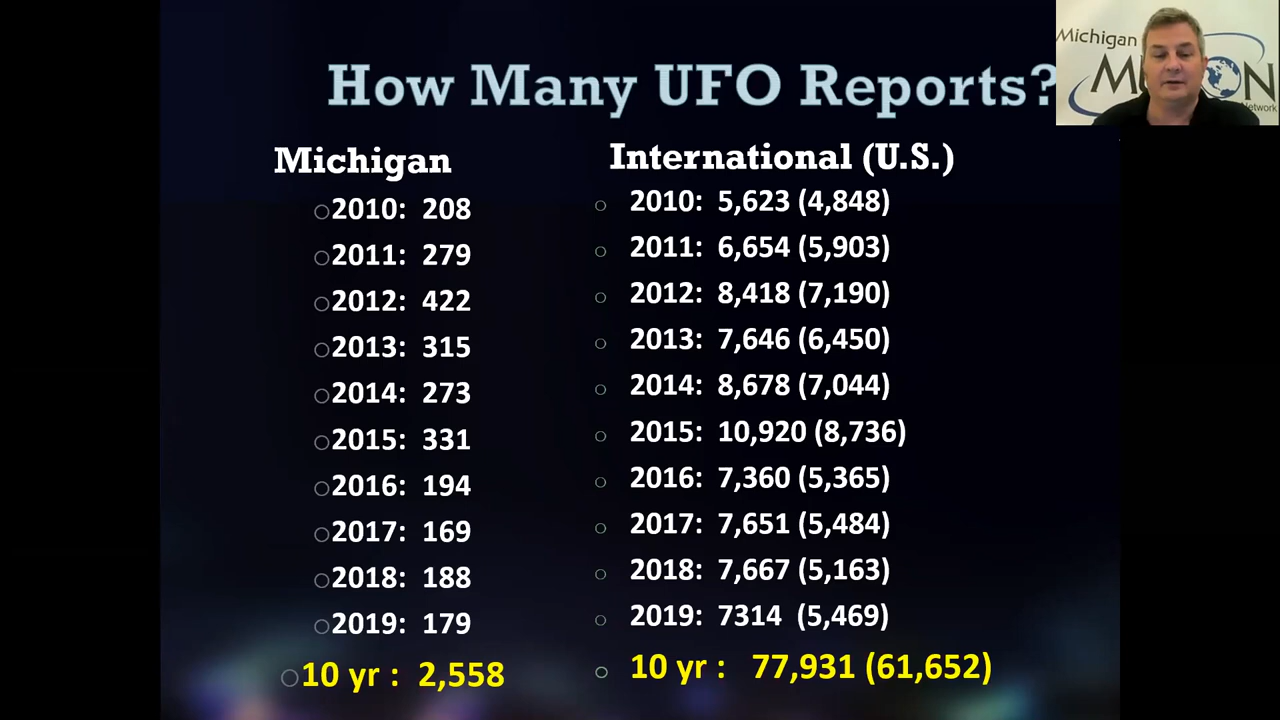 How Many UFO Reports?
Michigan
2010: 208
2011: 279
2012: 422
2013: 315
2014: 273
2015: 331
2016: 194
2017: 169
2018: 188
2019: 179
10 yr : 2,558
International (U.S.)
2010: 5,623 (4,848)
2011: 6,654 (5,903)
2012: 8,418 (7,190)
2013: 7,646 (6,450)
2014: 8,678 (7,044)
2015: 10,920 (8,736)
2016: 7,360 (5,365)
2017: 7,651 (5,484)
2018: 7,667 (5,163)
2019: 7314 (5,469)
10 yr : 77,931 (61,652)
Michigan
Network